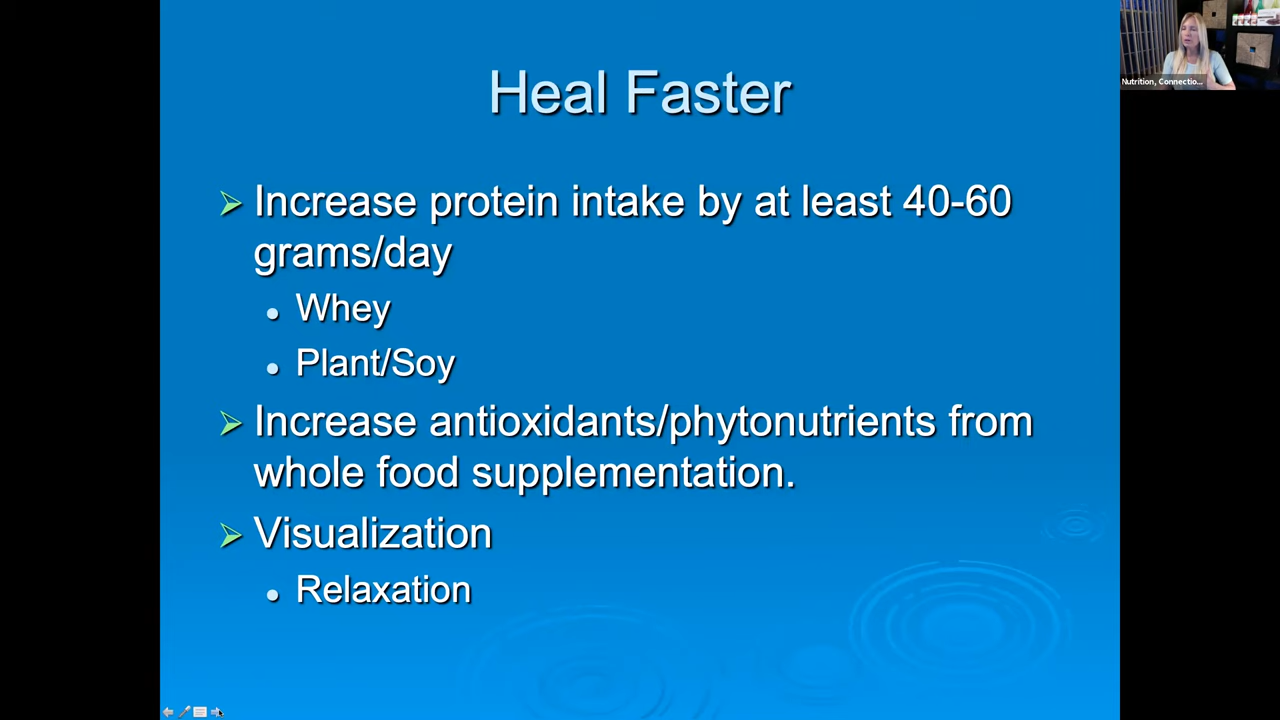 Heal Faster
Increase protein intake by at least 40-60
grams/day
Whey
Plant/Soy
Increase antioxidants/phytonutrients from
whole food supplementation.
Visualization
Relaxation
Nutrition, Connectio...